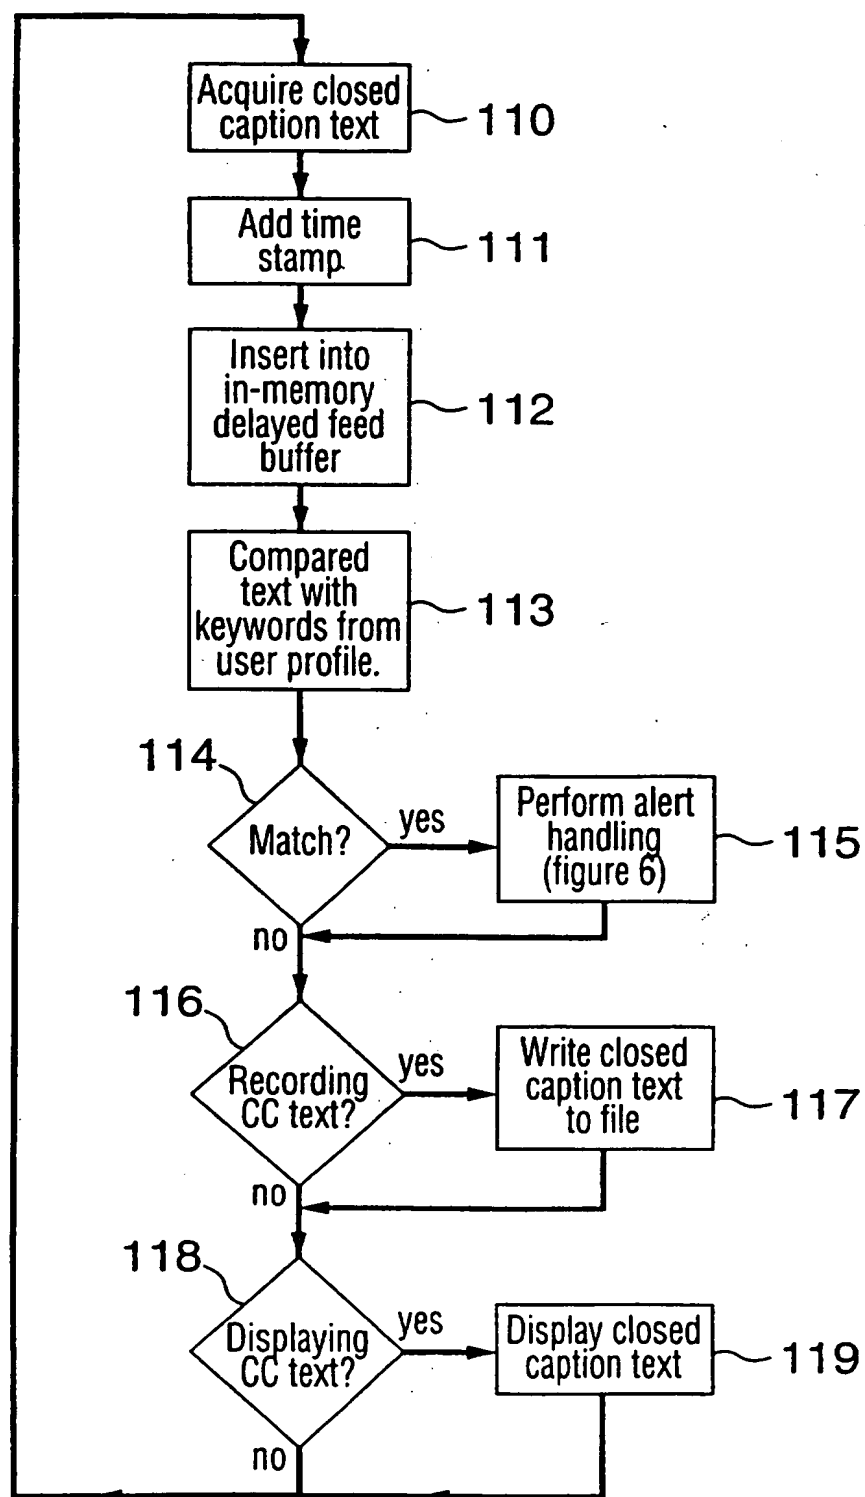 Acquire closed
caption text
110
Add time
stamp.
111
Insert into
in-memory
delayed feed
buffer
112
Compared
text with
keywords from
user profile.
113
114
Match?
yes
Perform alert
handling
(figure 6)
115
no
116
Recording
CC text?
yes
Write closed
caption text
to file
117
no
118
Displaying
CC text?
yes
Display closed
caption text
119
no